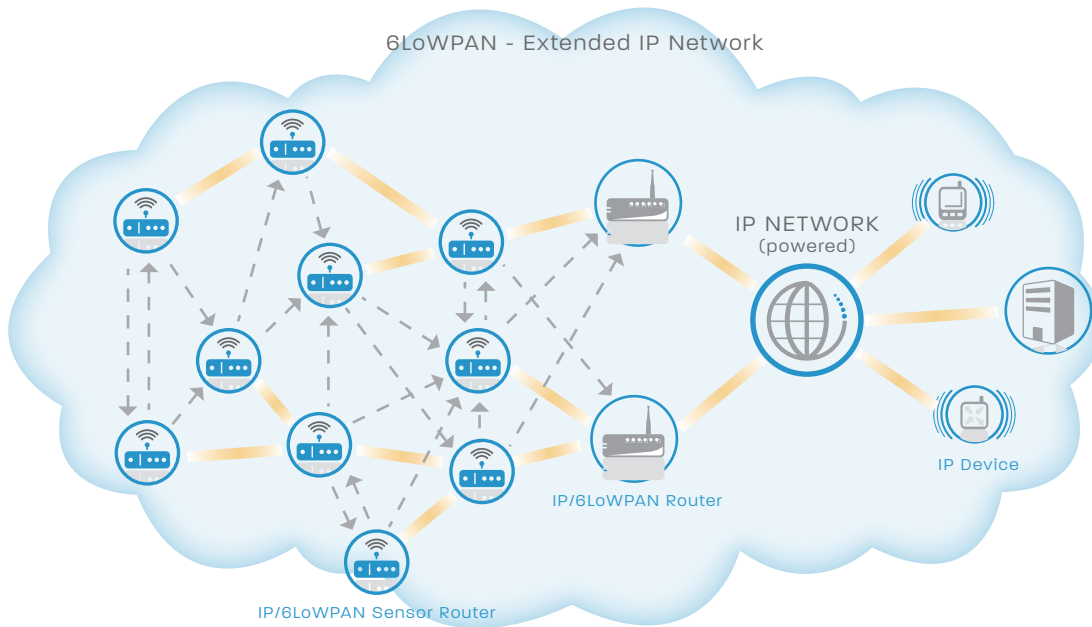 6LoWPAN - Extended IP Network
IP NETWORK
(powered)
IP Device
IP/6LoWPAN Router
IP/6LoWPAN Sensor Router